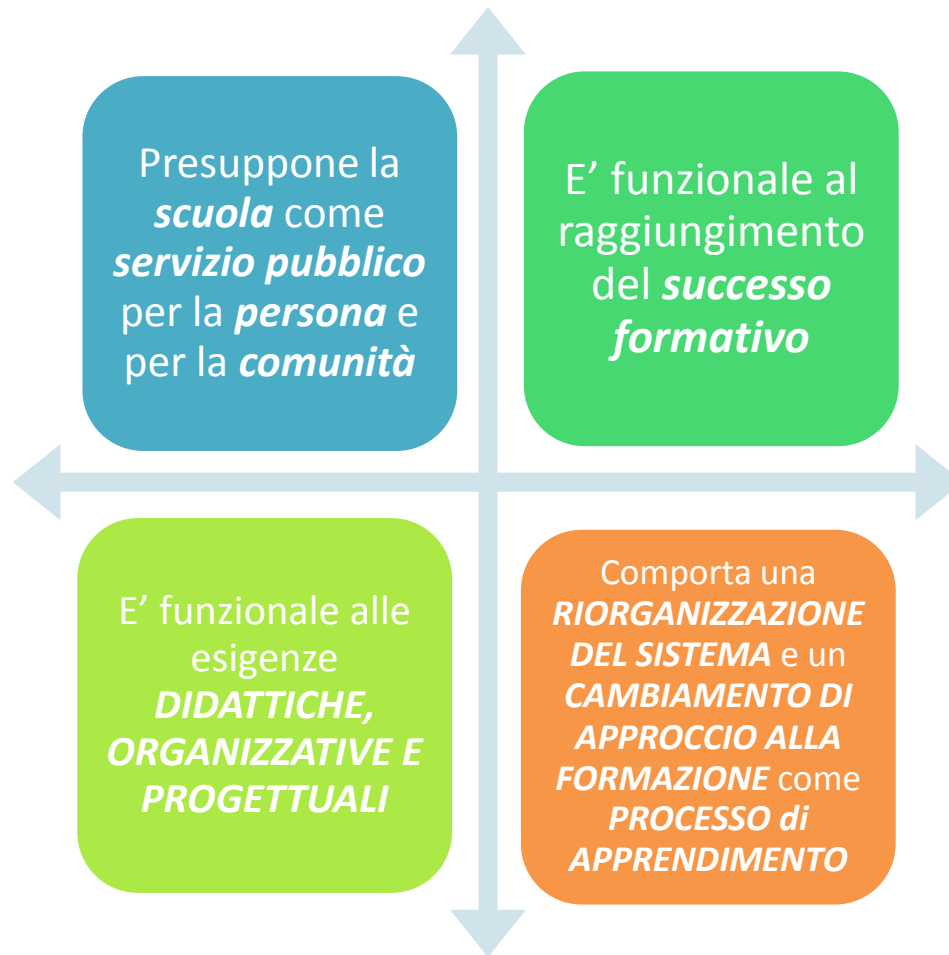 Presuppone la
scuola come
servizio pubblico
per la persona e
per la comunità
E’ funzionale al
raggiungimento
del successo
formativo
E’ funzionale alle
esigenze
DIDATTICHE,
ORGANIZZATIVE E
PROGETTUALI
Comporta una
RIORGANIZZAZIONE
DEL SISTEMA e un
CAMBIAMENTO DI
APPROCCIO ALLA
FORMAZIONE come
PROCESSO di
APPRENDIMENTO